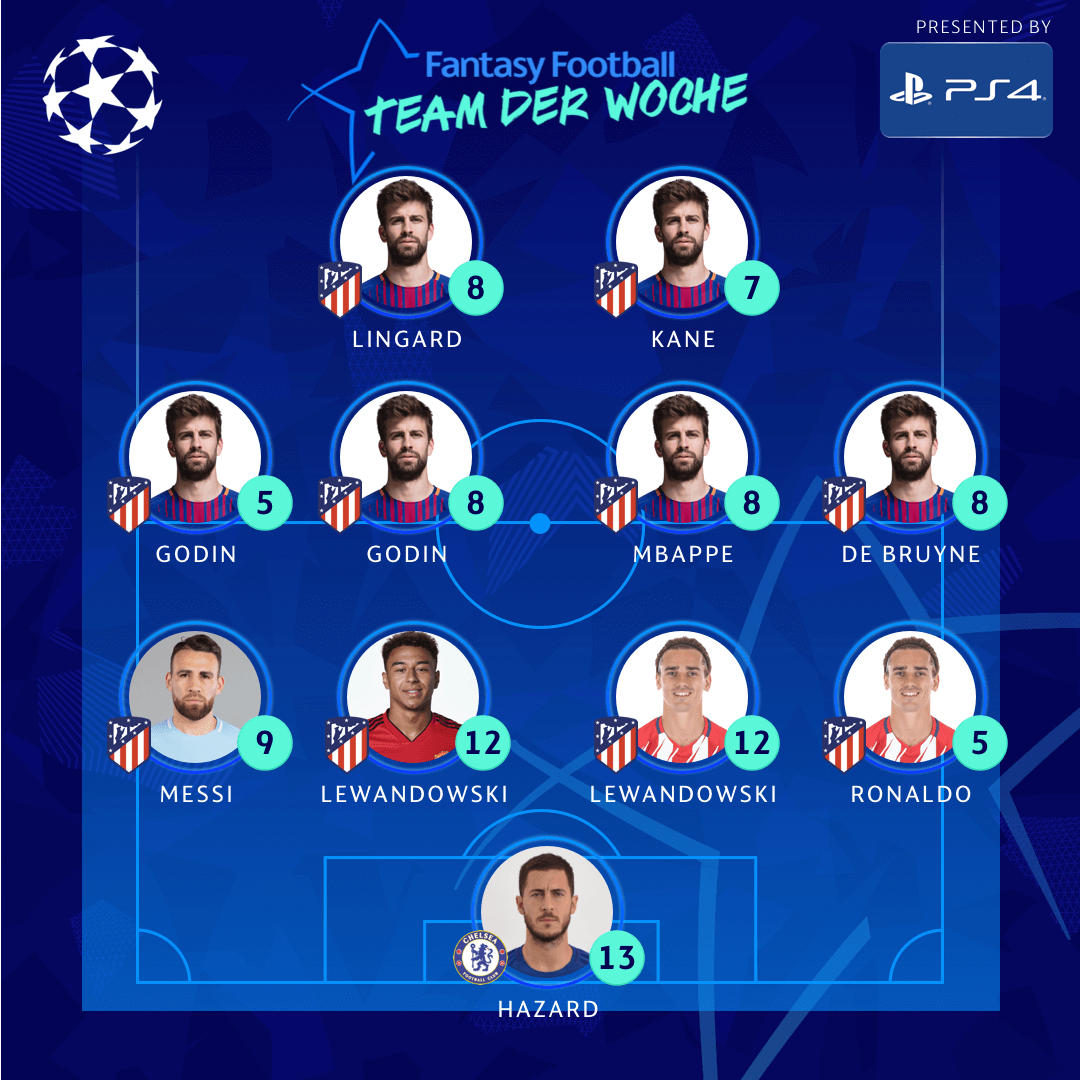 PRESENTED BY
PS4
Fantasy Football
TEAM DER WOCHE
8
7
LINGARD
KANE
5
8
8
8
GODIN
GODIN
MBAPPE
DE BRUYNE
9
12
12
5
MESSI
LEWANDOWSKI
LEWANDOWSKI
RONALDO
CHELSEA
FOOTBALL CLUB
13
HAZARD